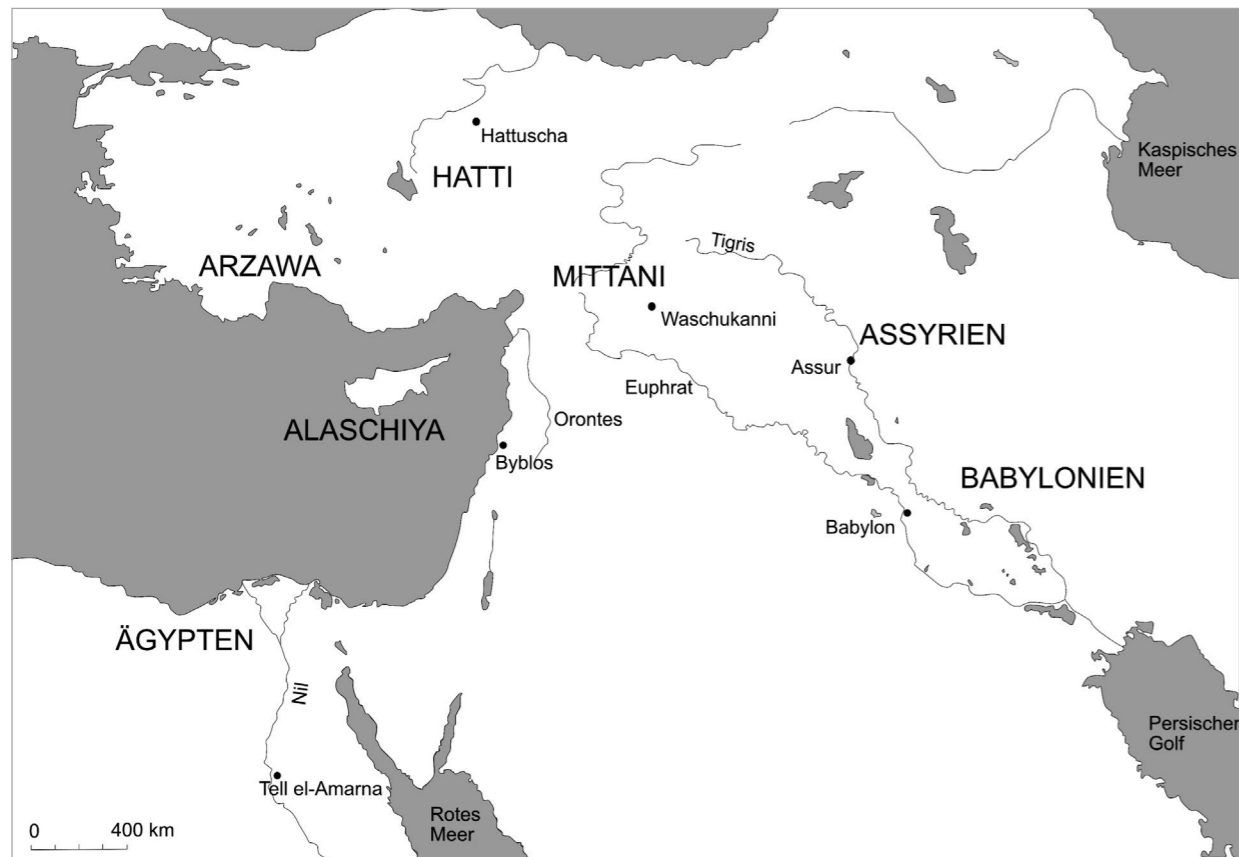 Hattuscha
Kaspisches
Meer
HATTI
Tigris
ARZAWA
MITTANI
Waschukanni
ASSYRIEN
Assur
Euphrat
Orontes
ALASCHIYA
Byblos
BABYLONIEN
Babylon
ÄGYPTEN
Nil
Persischer
Golf
Tell el-Amarna
Rotes
Meer
0 400 km